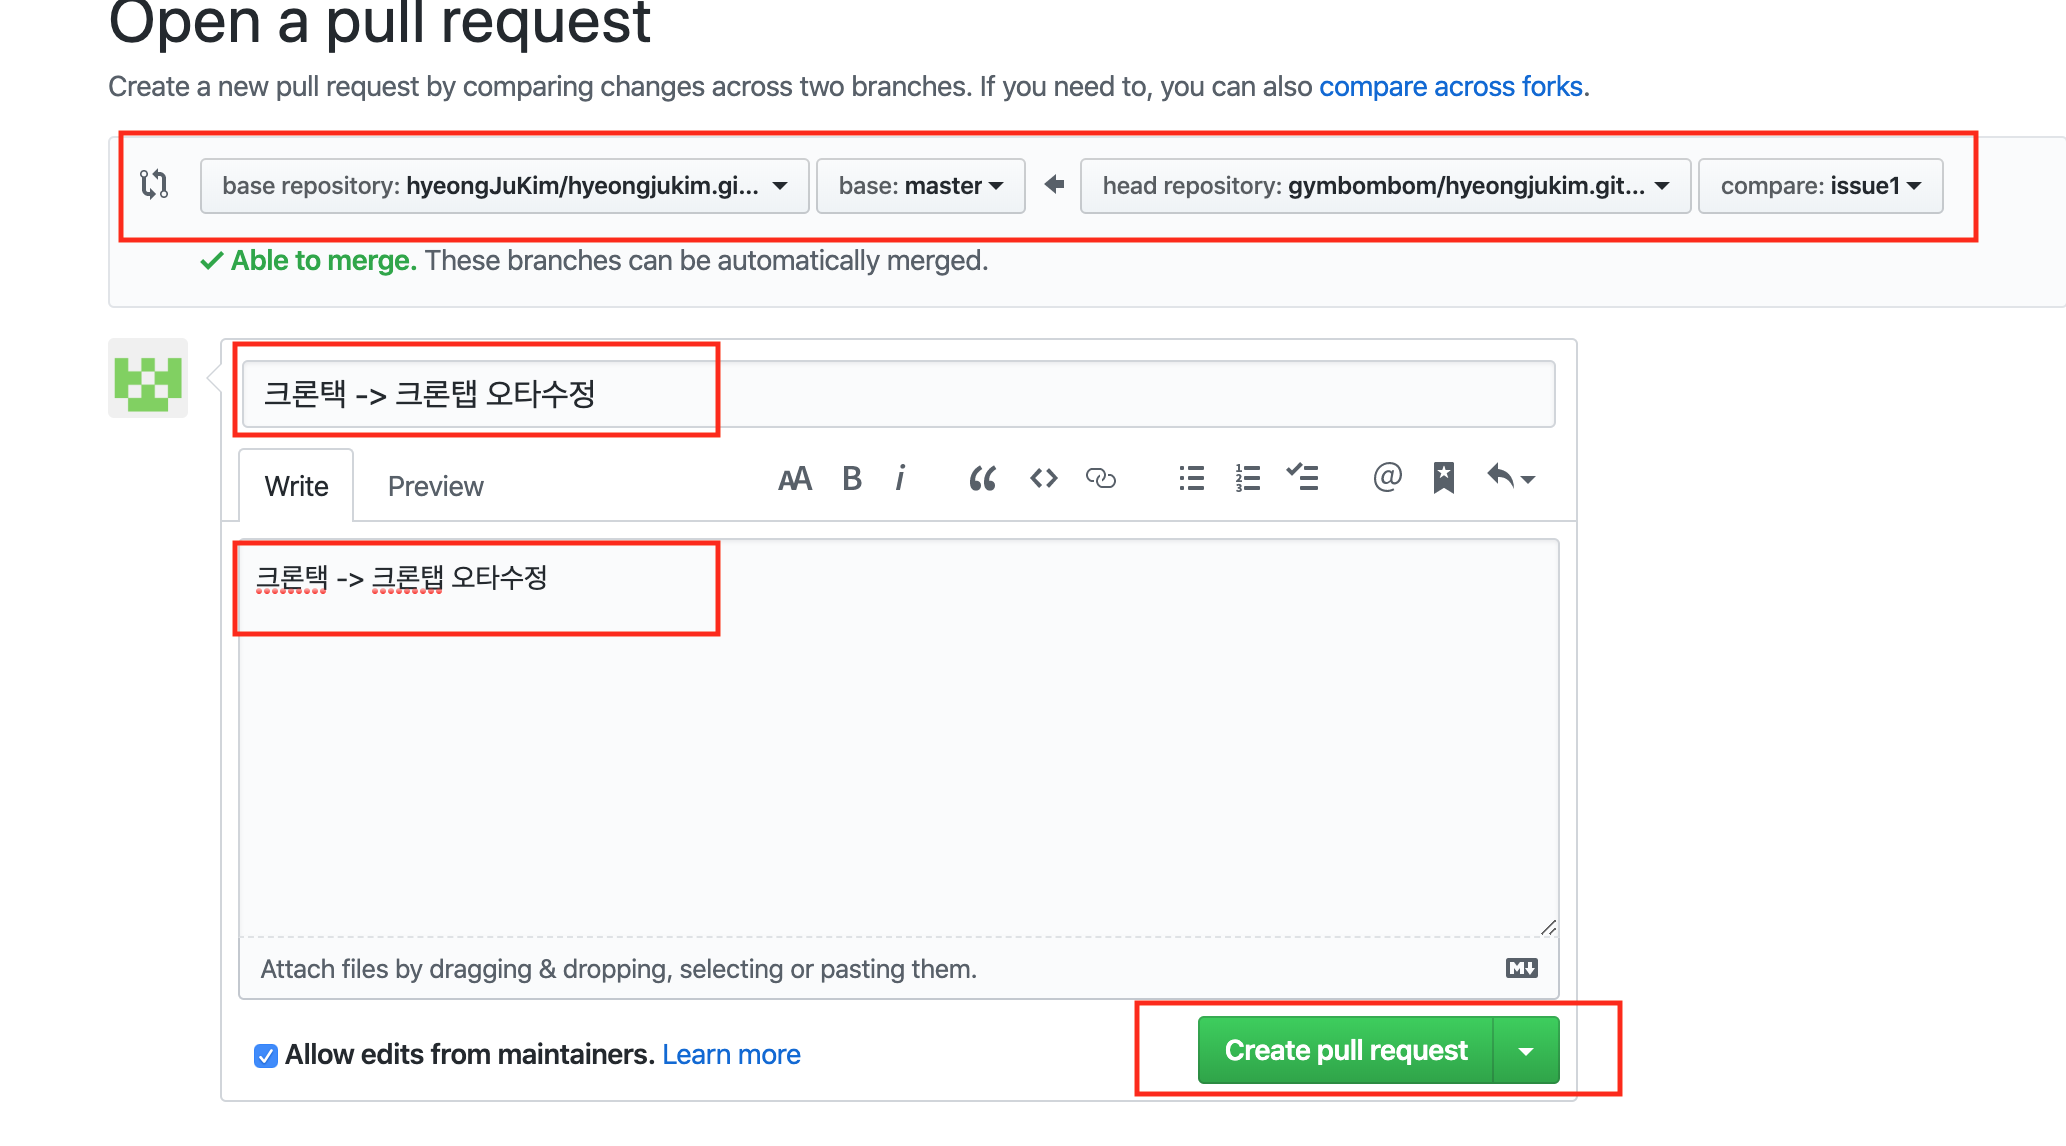 Open a pull request
Create a new pull request by comparing changes across two branches. If you need to, you can also compare across forks.
base repository: hyeongJuKim/hyeongjukim.gi... base: master head repository: gymbombom/hyeongjukim.git... compare: issue1
Able to merge. These branches can be automatically merged.
크론택 -> 크론탭 오타수정
Write Preview AA B i @
크론택 -> 크론탭 오타수정
Attach files by dragging & dropping, selecting or pasting them.
Allow edits from maintainers. Learn more
Create pull request